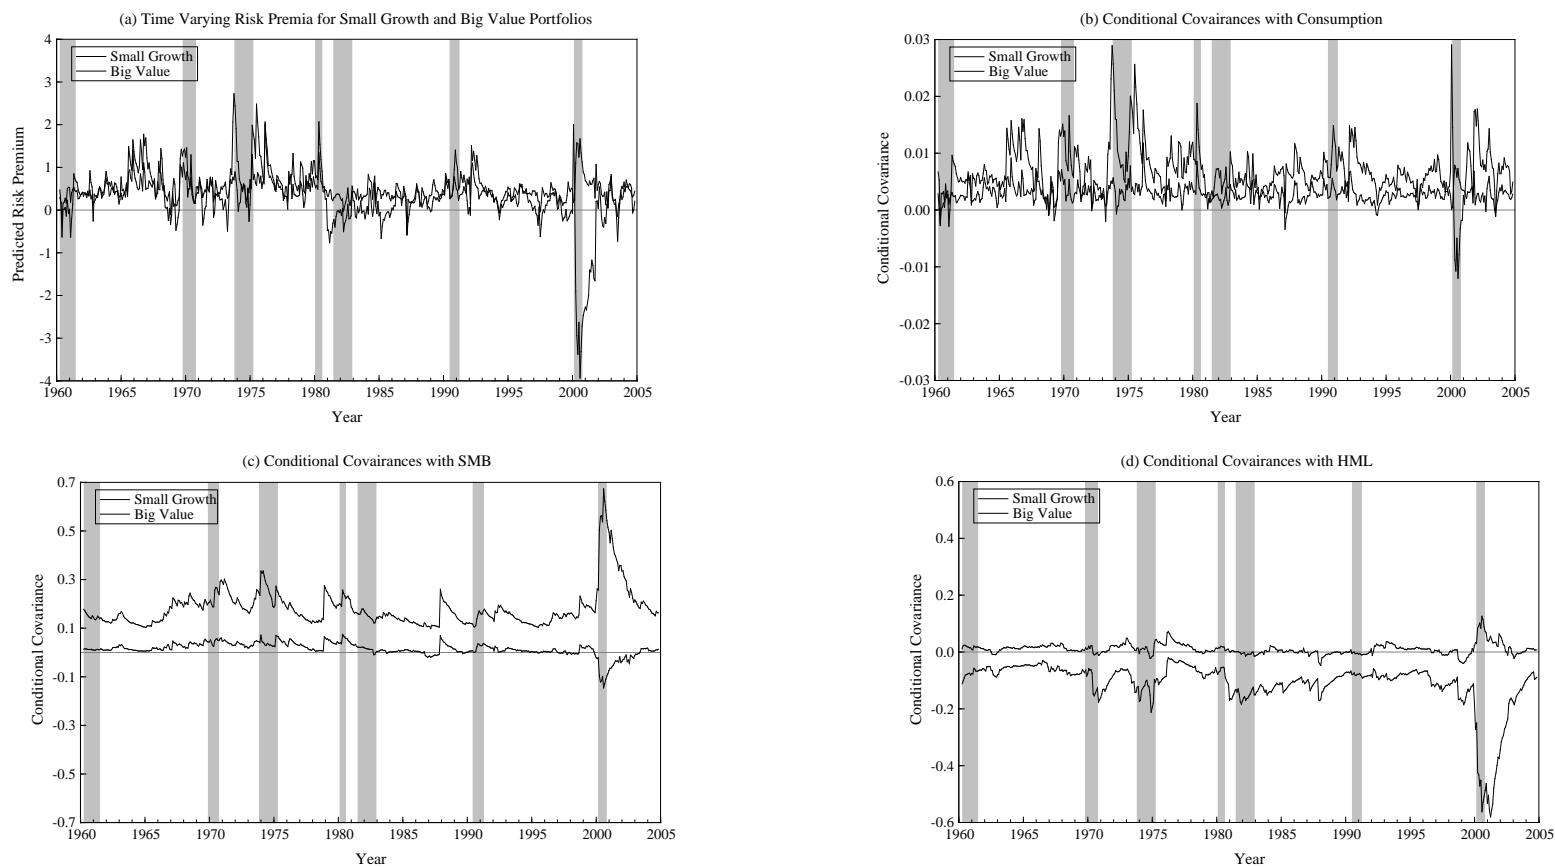 (a) Time Varying Risk Premia for Small Growth and Big Value Portfolios
4
3
2
1
0
-1
-2
-3
-4
Predicted Risk Premium
Small Growth
Big Value
1960 1965 1970 1975 1980 1985 1990 1995 2000 2005
Year
(b) Conditional Covairances with Consumption
0.03
0.02
0.01
0.00
-0.01
-0.02
-0.03
Conditional Covariance
Small Growth
Big Value
1960 1965 1970 1975 1980 1985 1990 1995 2000 2005
Year
(c) Conditional Covairances with SMB
0.7
0.5
0.3
0.1
-0.1
-0.3
-0.5
-0.7
Conditional Covariance
Small Growth
Big Value
1960 1965 1970 1975 1980 1985 1990 1995 2000 2005
Year
(d) Conditional Covairances with HML
0.6
0.4
0.2
0.0
-0.2
-0.4
-0.6
Conditional Covariance
Small Growth
Big Value
1960 1965 1970 1975 1980 1985 1990 1995 2000 2005
Year